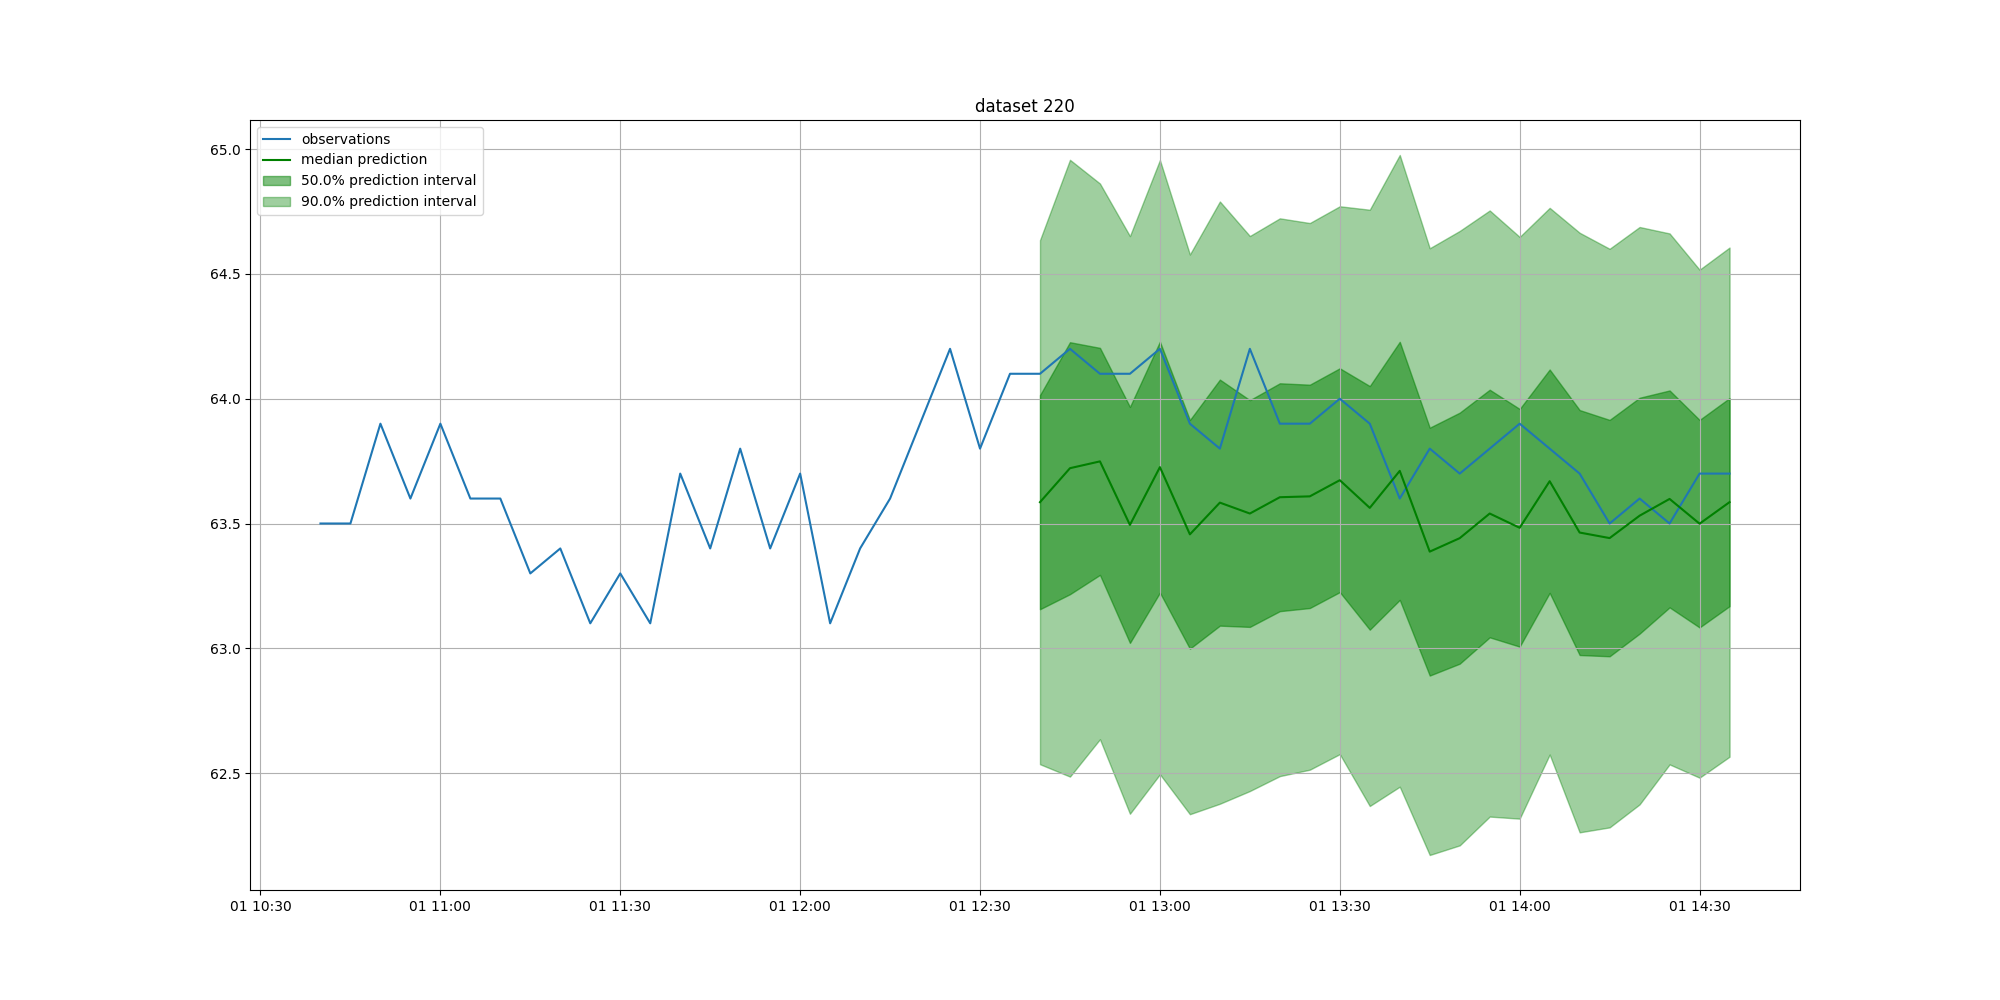 dataset 220
observations
median prediction
50.0% prediction interval
90.0% prediction interval
65.0
64.5
64.0
63.5
63.0
62.5
01 10:30 01 11:00 01 11:30 01 12:00 01 12:30 01 13:00 01 13:30 01 14:00 01 14:30